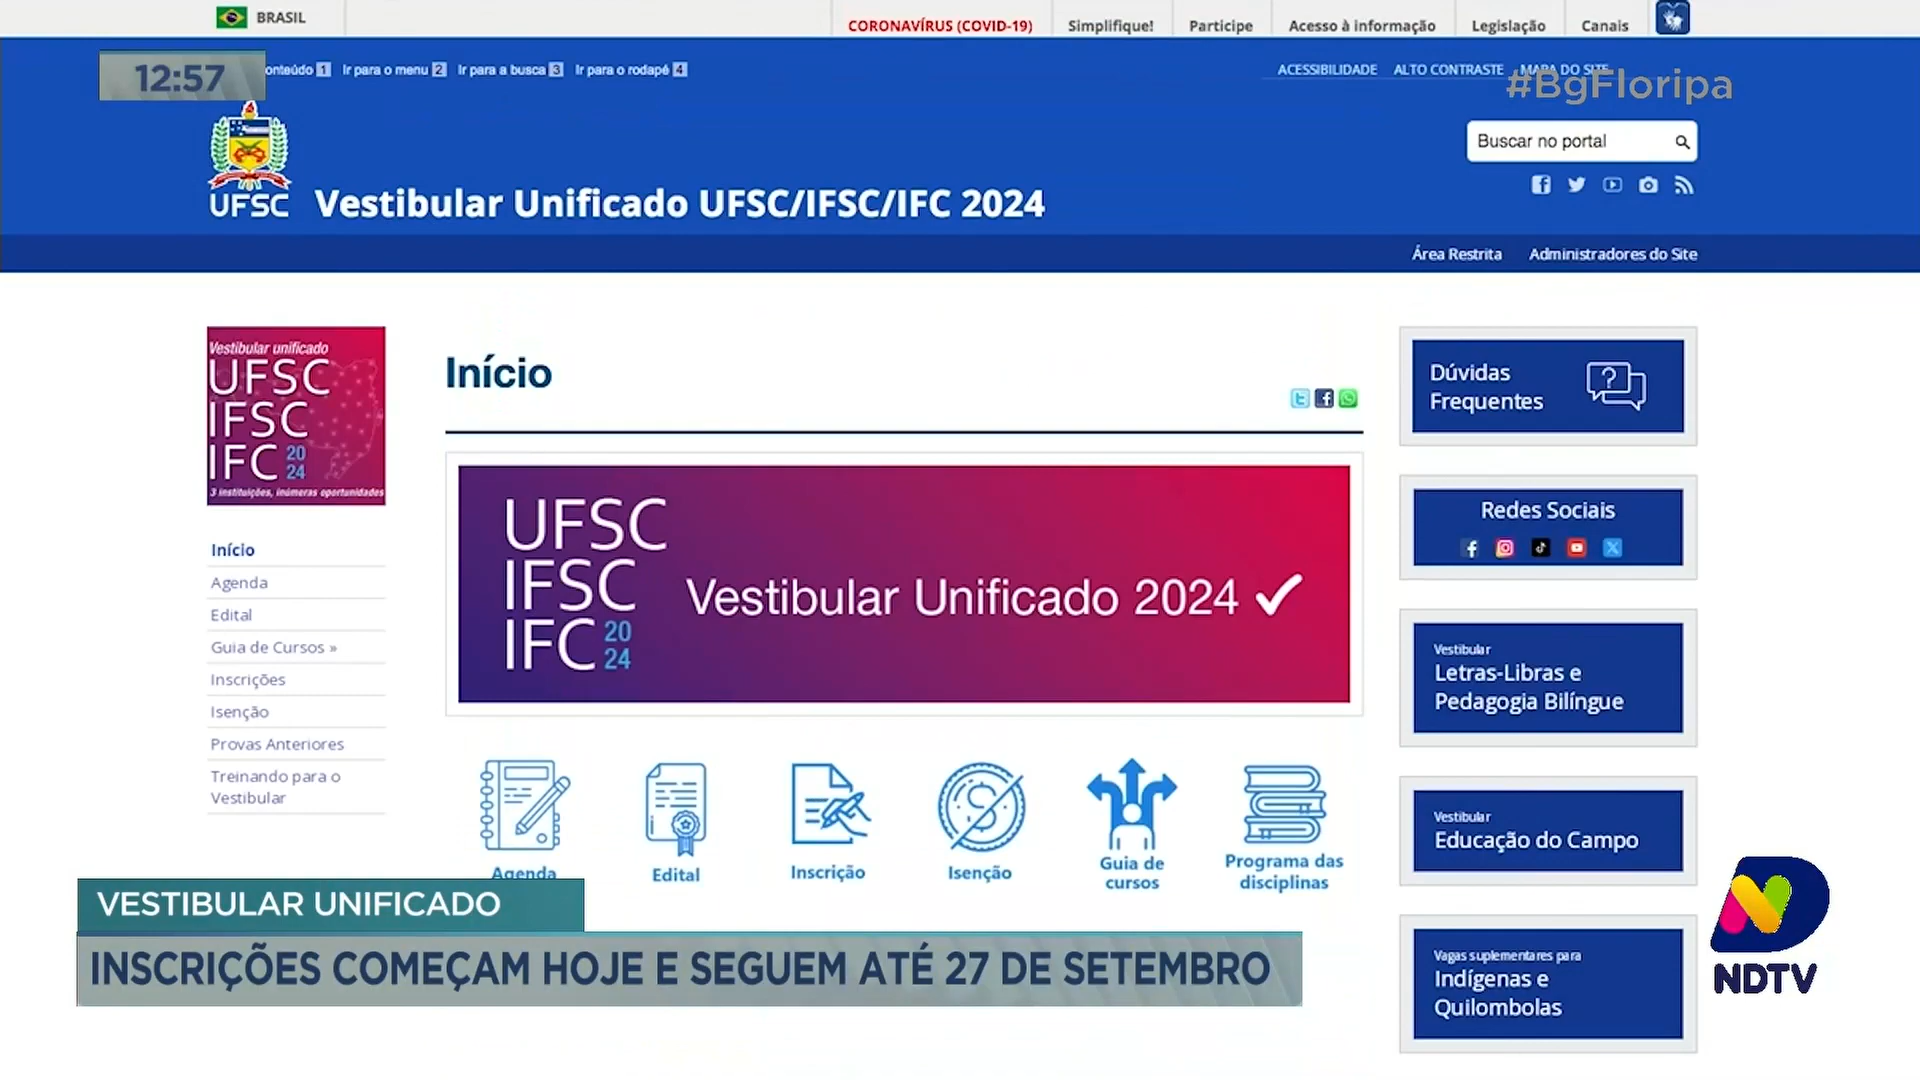 BRASIL
CORONAVÍRUS (COVID-19)
Simplifique!
Participe
Acesso à informação
Legislação
Canais
12:57
onteúdo 1
Ir para o menu 2
Ir para a busca 3
Ir para o rodapé 4
ACESSIBILIDADE
ALTO CONTRASTE
MAPA DO SITE
#BgFloripa
Buscar no portal
UFSC
Vestibular Unificado UFSC/IFSC/IFC 2024
Área Restrita
Administradores do Site
Vestibular unificado
UFSC
IFSC
IFC 20
24
3 instituições, inúmeras oportunidades
Início
Agenda
Edital
Guia de Cursos »
Inscrições
Isenção
Provas Anteriores
Treinando para o
Vestibular
Início
UFSC
IFSC
IFC 20
24
Vestibular Unificado 2024
Agenda
Edital
Inscrição
Isenção
Guia de
cursos
Programa das
disciplinas
Dúvidas
Frequentes
Redes Sociais
Vestibular
Letras-Libras e
Pedagogia Bilíngue
Vestibular
Educação do Campo
Vagas suplementares para
Indígenas e
Quilombolas
VESTIBULAR UNIFICADO
INSCRIÇÕES COMEÇAM HOJE E SEGUEM ATÉ 27 DE SETEMBRO
NDTV